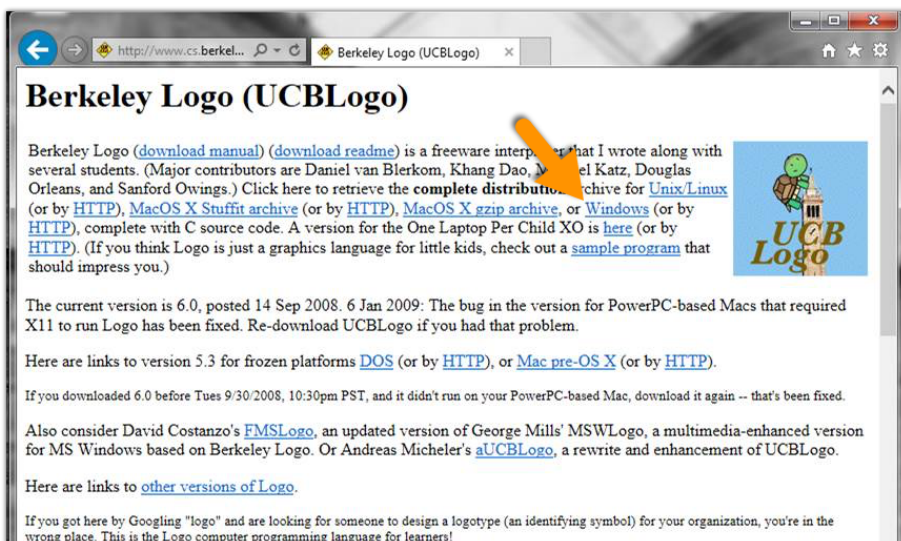 http://www.cs.berkel...
Berkeley Logo (UCBLogo)
Berkeley Logo (UCBLogo)
Berkeley Logo (download manual) (download readme) is a freeware that I wrote along with
several students. (Major contributors are Daniel van Blerkom, Khang Dao, Katz, Douglas
Orleans, and Sanford Owings.) Click here to retrieve the complete distribution archive for Unix/Linux
(or by HTTP), MacOS X Stuffit archive (or by HTTP), MacOS X gzip archive, or Windows (or by
HTTP), complete with C source code. A version for the One Laptop Per Child XO is here (or by
HTTP). (If you think Logo is just a graphics language for little kids, check out a sample program that
should impress you.)
UCB
Logo
The current version is 6.0, posted 14 Sep 2008. 6 Jan 2009: The bug in the version for PowerPC-based Macs that required
X11 to run Logo has been fixed. Re-download UCBLogo if you had that problem.
Here are links to version 5.3 for frozen platforms DOS (or by HTTP), or Mac pre-OS X (or by HTTP).
If you downloaded 6.0 before Tues 9/30/2008, 10:30pm PST, and it didn't run on your PowerPC-based Mac, download it again -- that's been fixed.
Also consider David Costanzo's FMSLogo, an updated version of George Mills' MSWLogo, a multimedia-enhanced version
for MS Windows based on Berkeley Logo. Or Andreas Micheler's aUCBLogo, a rewrite and enhancement of UCBLogo.
Here are links to other versions of Logo.
If you got here by Googling "logo" and are looking for someone to design a logotype (an identifying symbol) for your organization, you're in the
wrong place. This is the Logo computer programming language for learners!